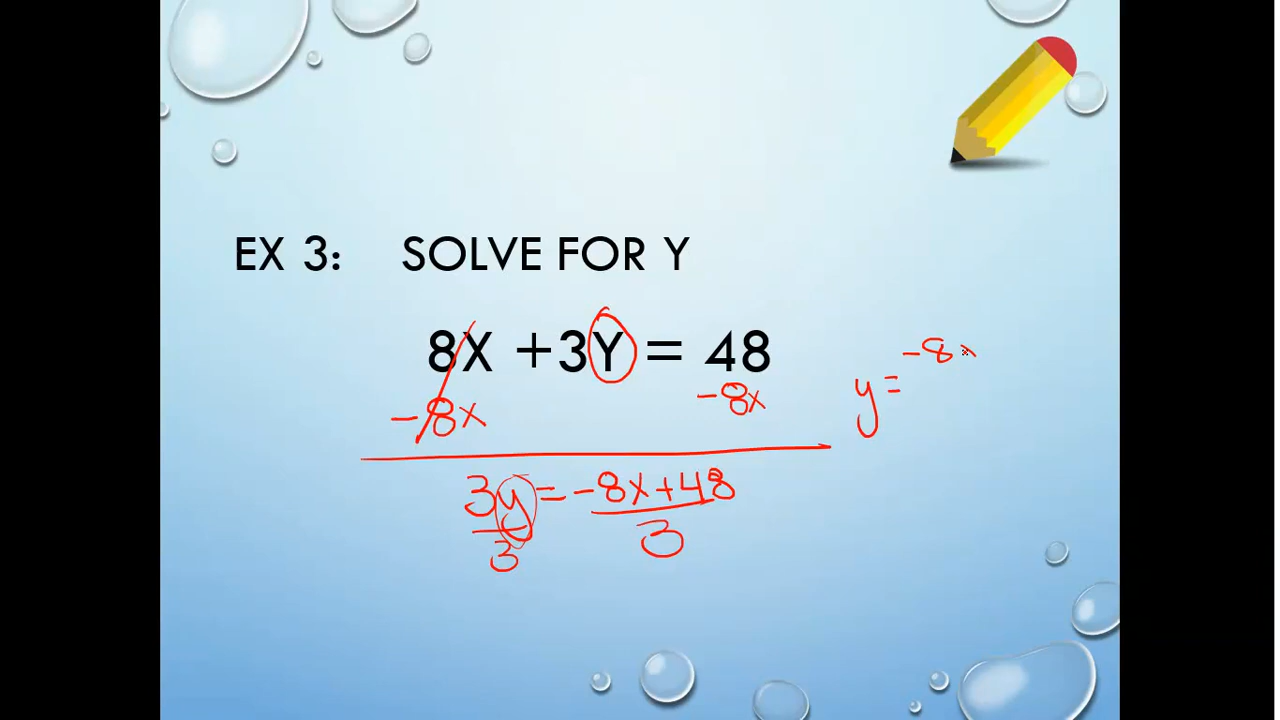 EX 3: SOLVE FOR Y
8X + 3Y = 48
-8x -8x
3y = -8x + 48
3 3
y = -8x